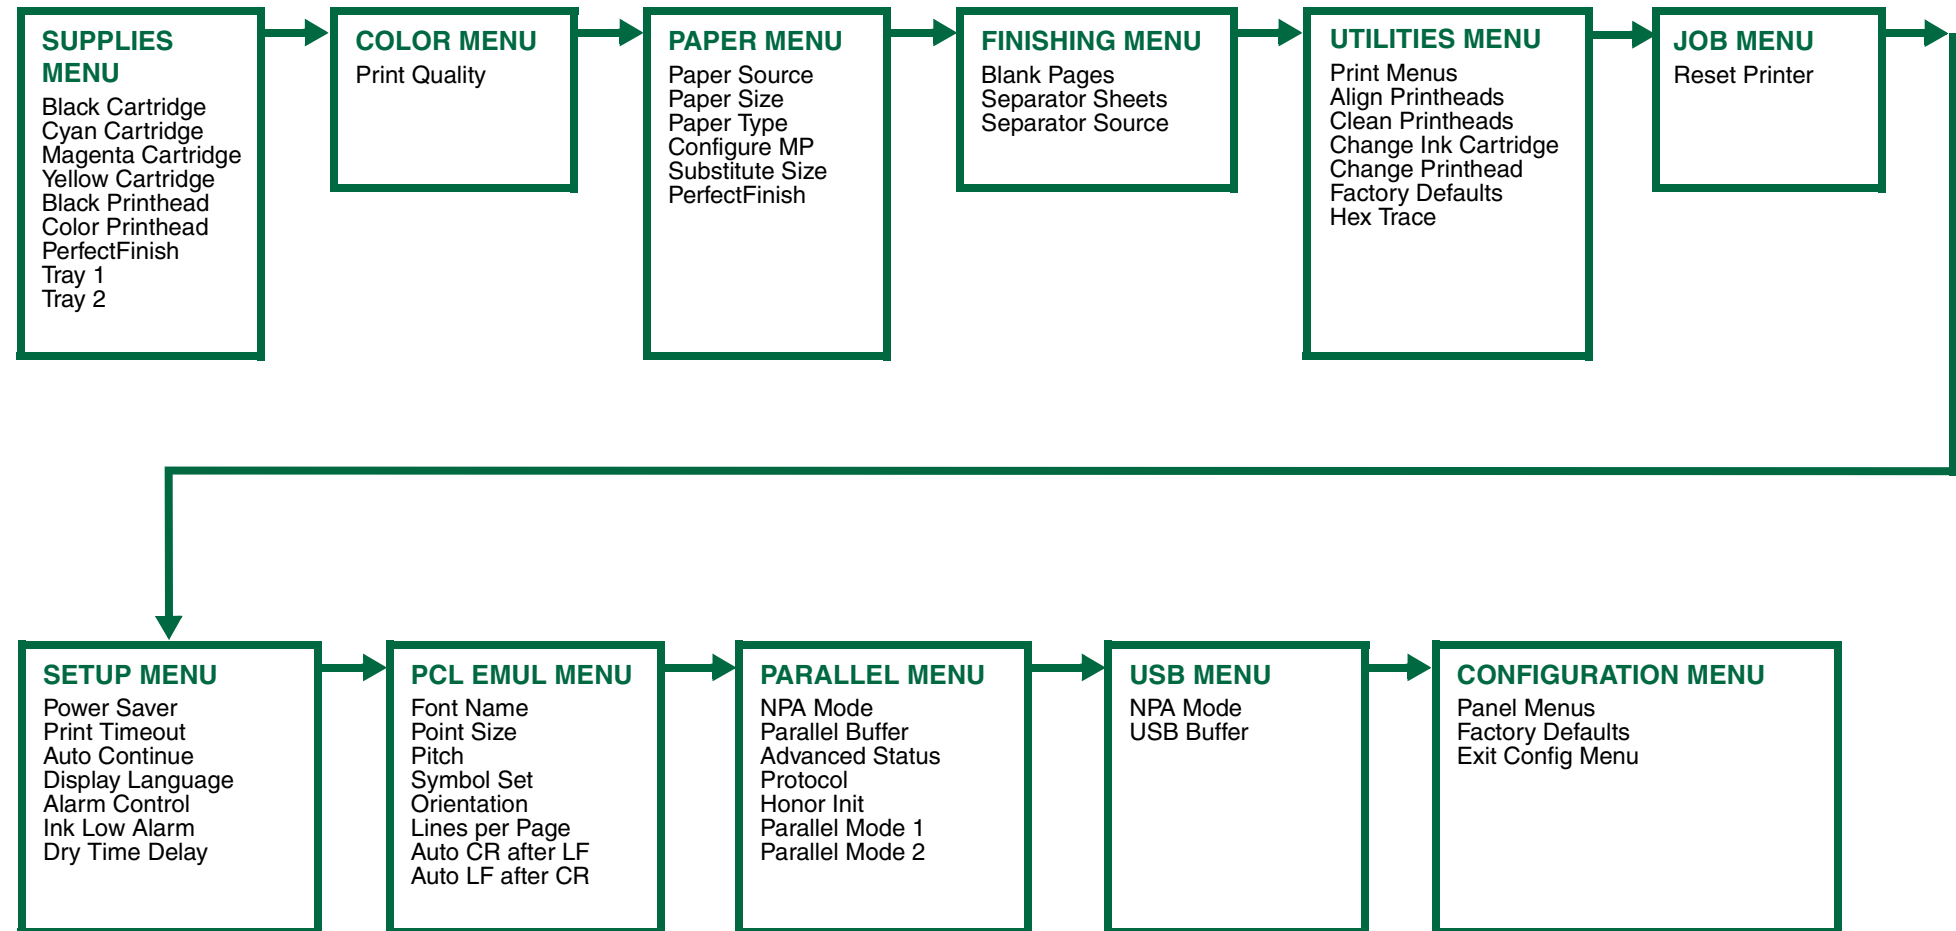 SUPPLIES
MENU
Black Cartridge
Cyan Cartridge
Magenta Cartridge
Yellow Cartridge
Black Printhead
Color Printhead
PerfectFinish
Tray 1
Tray 2
COLOR MENU
Print Quality
PAPER MENU
Paper Source
Paper Size
Paper Type
Configure MP
Substitute Size
PerfectFinish
FINISHING MENU
Blank Pages
Separator Sheets
Separator Source
UTILITIES MENU
Print Menus
Align Printheads
Clean Printheads
Change Ink Cartridge
Change Printhead
Factory Defaults
Hex Trace
JOB MENU
Reset Printer
SETUP MENU
Power Saver
Print Timeout
Auto Continue
Display Language
Alarm Control
Ink Low Alarm
Dry Time Delay
PCL EMUL MENU
Font Name
Point Size
Pitch
Symbol Set
Orientation
Lines per Page
Auto CR after LF
Auto LF after CR
PARALLEL MENU
NPA Mode
Parallel Buffer
Advanced Status
Protocol
Honor Init
Parallel Mode 1
Parallel Mode 2
USB MENU
NPA Mode
USB Buffer
CONFIGURATION MENU
Panel Menus
Factory Defaults
Exit Config Menu